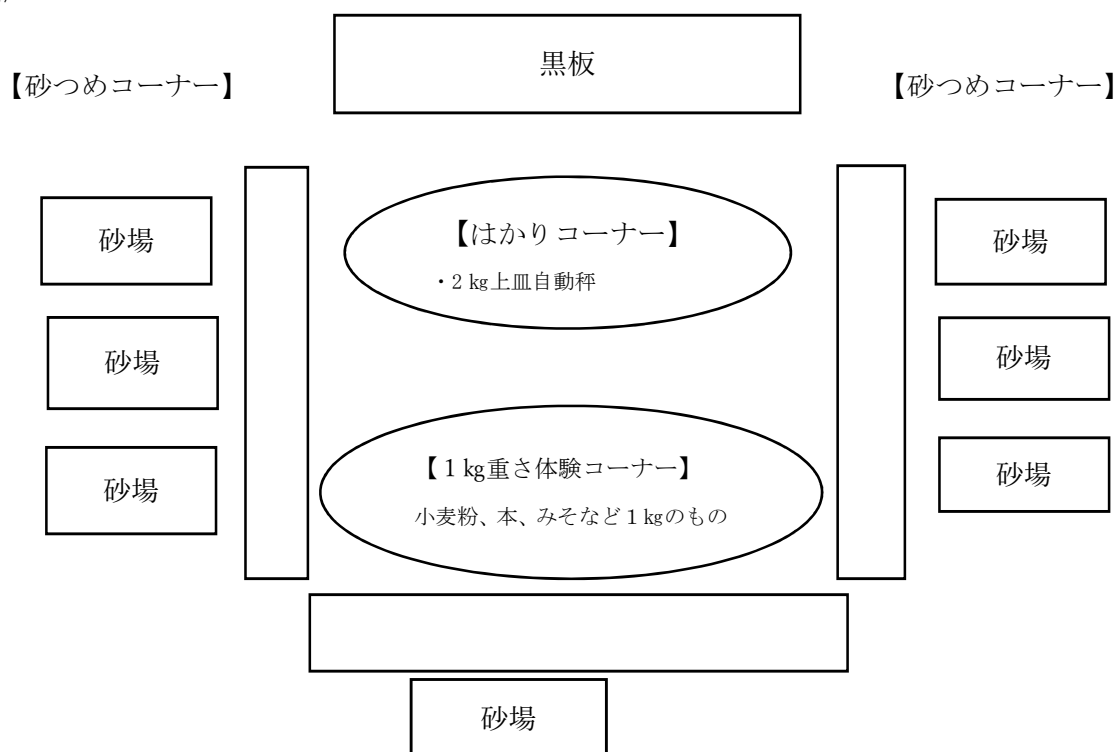 黒板
【砂つめコーナー】
【砂つめコーナー】
砂場
【はかりコーナー】
・2㎏上皿自動秤
砂場
砂場
砂場
砂場
【1㎏重さ体験コーナー】
小麦粉、本、みそなど1㎏のもの
砂場
砂場